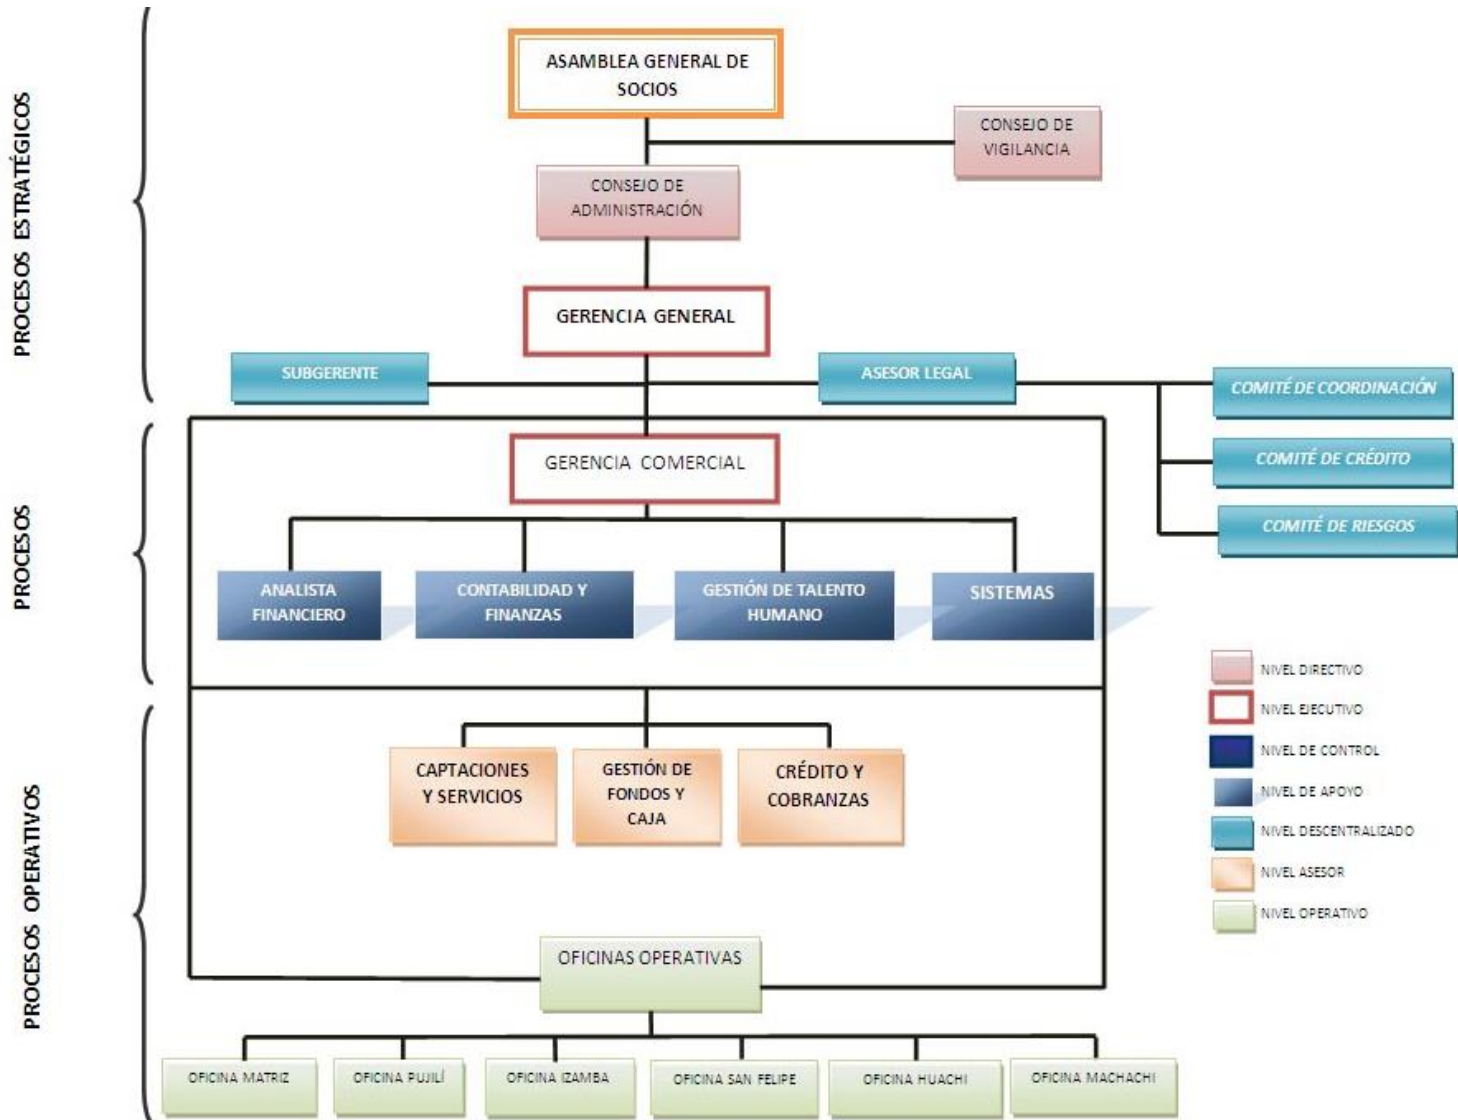 PROCESOS ESTRATÉGICOS
ASAMBLEA GENERAL DE
SOCIOS
CONSEJO DE
VIGILANCIA
CONSEJO DE
ADMINISTRACIÓN
GERENCIA GENERAL
SUBGERENTE
ASESOR LEGAL
COMITÉ DE COORDINACIÓN
COMITÉ DE CRÉDITO
COMITÉ DE RIESGOS
PROCESOS
GERENCIA COMERCIAL
ANALISTA
FINANCIERO
CONTABILIDAD Y
FINANZAS
GESTIÓN DE TALENTO
HUMANO
SISTEMAS
NIVEL DIRECTIVO
NIVEL EJECUTIVO
NIVEL DE CONTROL
NIVEL DE APOYO
NIVEL DESCENTRALIZADO
NIVEL ASESOR
NIVEL OPERATIVO
PROCESOS OPERATIVOS
CAPTACIONES
Y SERVICIOS
GESTIÓN DE
FONDOS Y
CAJA
CRÉDITO Y
COBRANZAS
OFICINAS OPERATIVAS
OFICINA MATRIZ
OFICINA PUJILÍ
OFICINA IZAMBA
OFICINA SAN FELIPE
OFICINA HUACHI
OFICINA MACHACHI